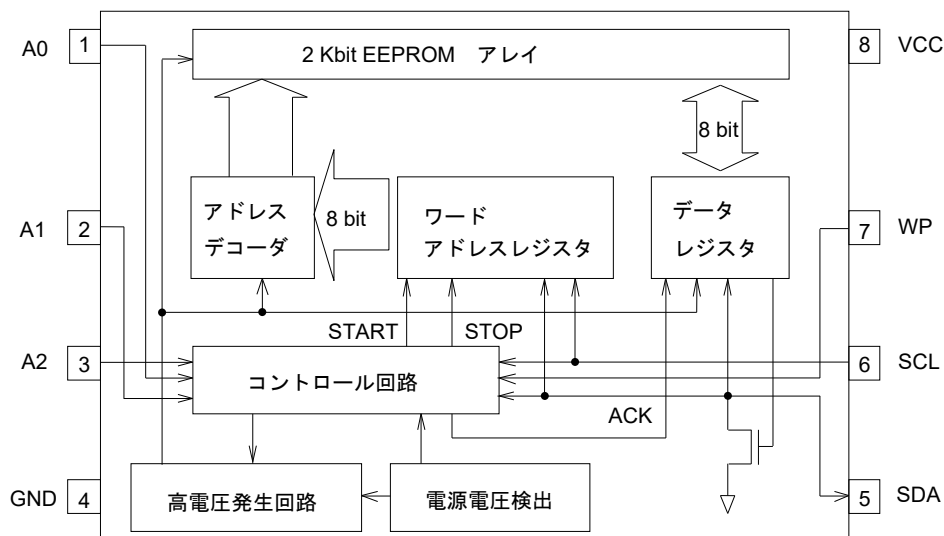 A0 1
2 Kbit EEPROM アレイ
8 VCC
8 bit
A1 2
アドレス
デコーダ
8 bit
ワード
アドレスレジスタ
データ
レジスタ
7 WP
START
STOP
A2 3
コントロール回路
6 SCL
ACK
GND 4
高電圧発生回路
電源電圧検出
5 SDA